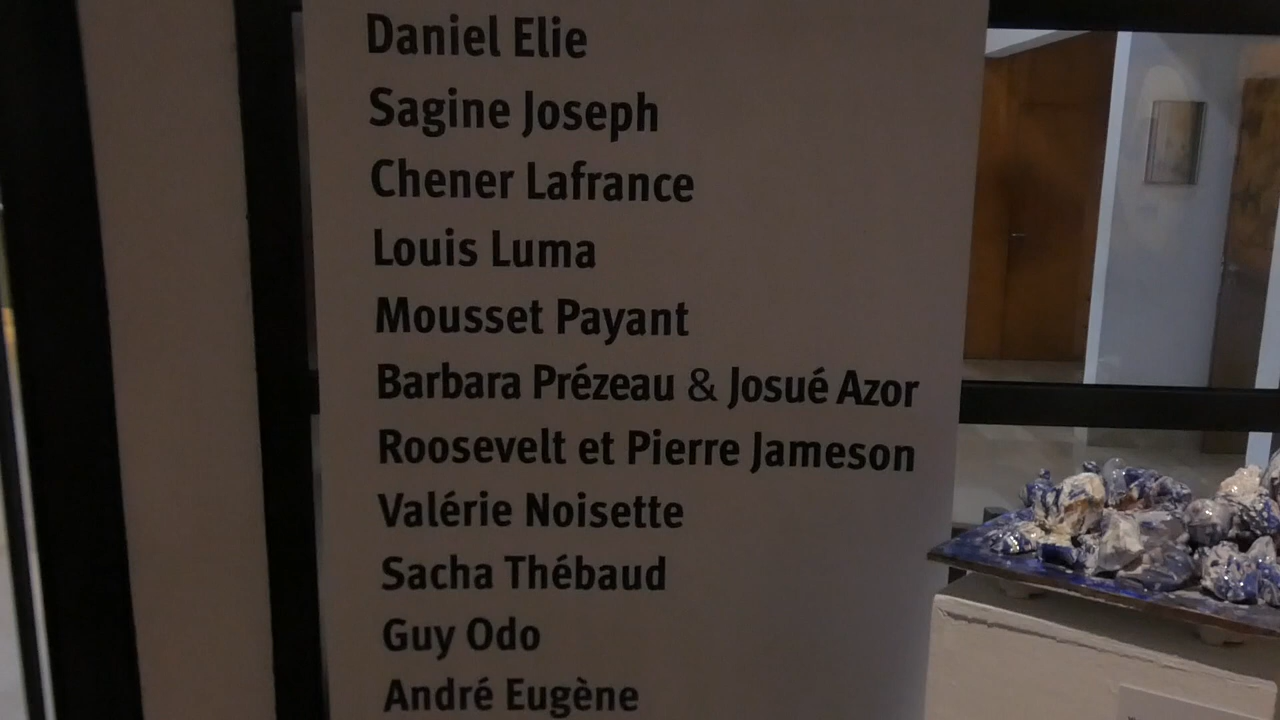 Daniel Elie
Sagine Joseph
Chener Lafrance
Louis Luma
Mousset Payant
Barbara Prézeau & Josué Azor
Roosevelt et Pierre Jameson
Valérie Noisette
Sacha Thébaud
Guy Odo
André Eugène